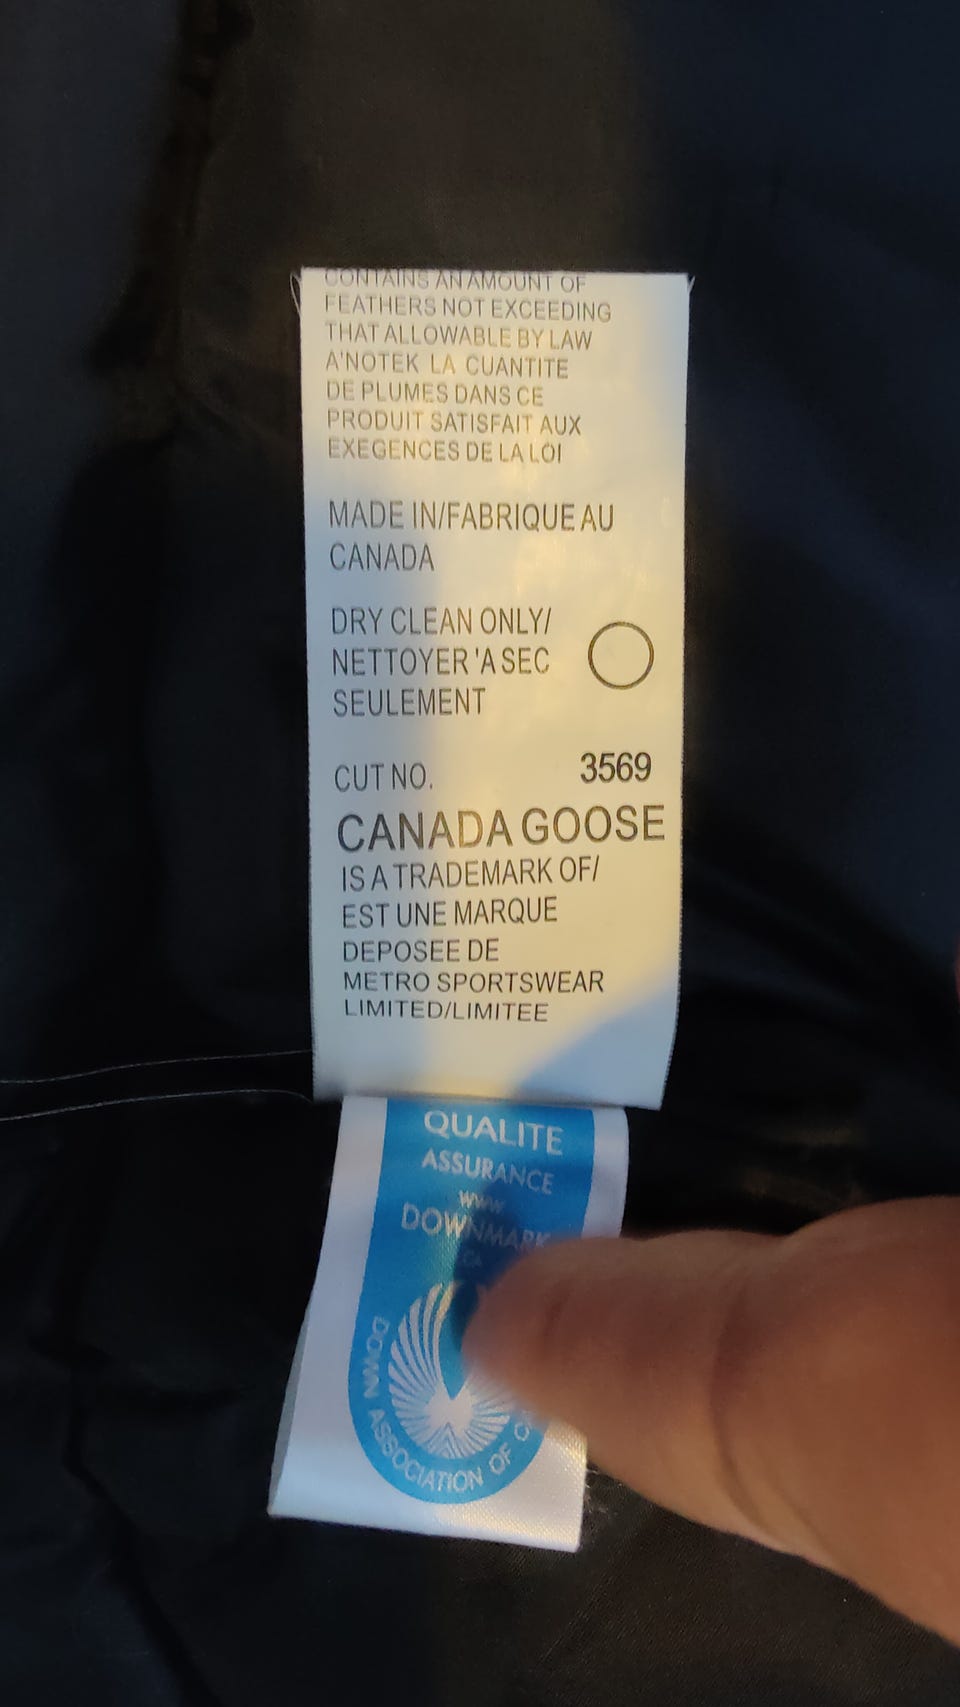 CONTAINS AN AMOUNT OF
FEATHERS NOT EXCEEDING
THAT ALLOWABLE BY LAW
A'NOTEK LA CUANTITE
DE PLUMES DANS CE
PRODUIT SATISFAIT AUX
EXEGENCES DE LA LOI
MADE IN/FABRIQUE AU
CANADA
DRY CLEAN ONLY/
NETTOYER 'A SEC
SEULEMENT
CUT NO. 3569
CANADA GOOSE
IS A TRADEMARK OF/
EST UNE MARQUE
DEPOSEE DE
METRO SPORTSWEAR
LIMITED/LIMITEE
QUALITE
ASSURANCE
WWW
DOWNMARK
CA
DOWN ASSOCIATION OF